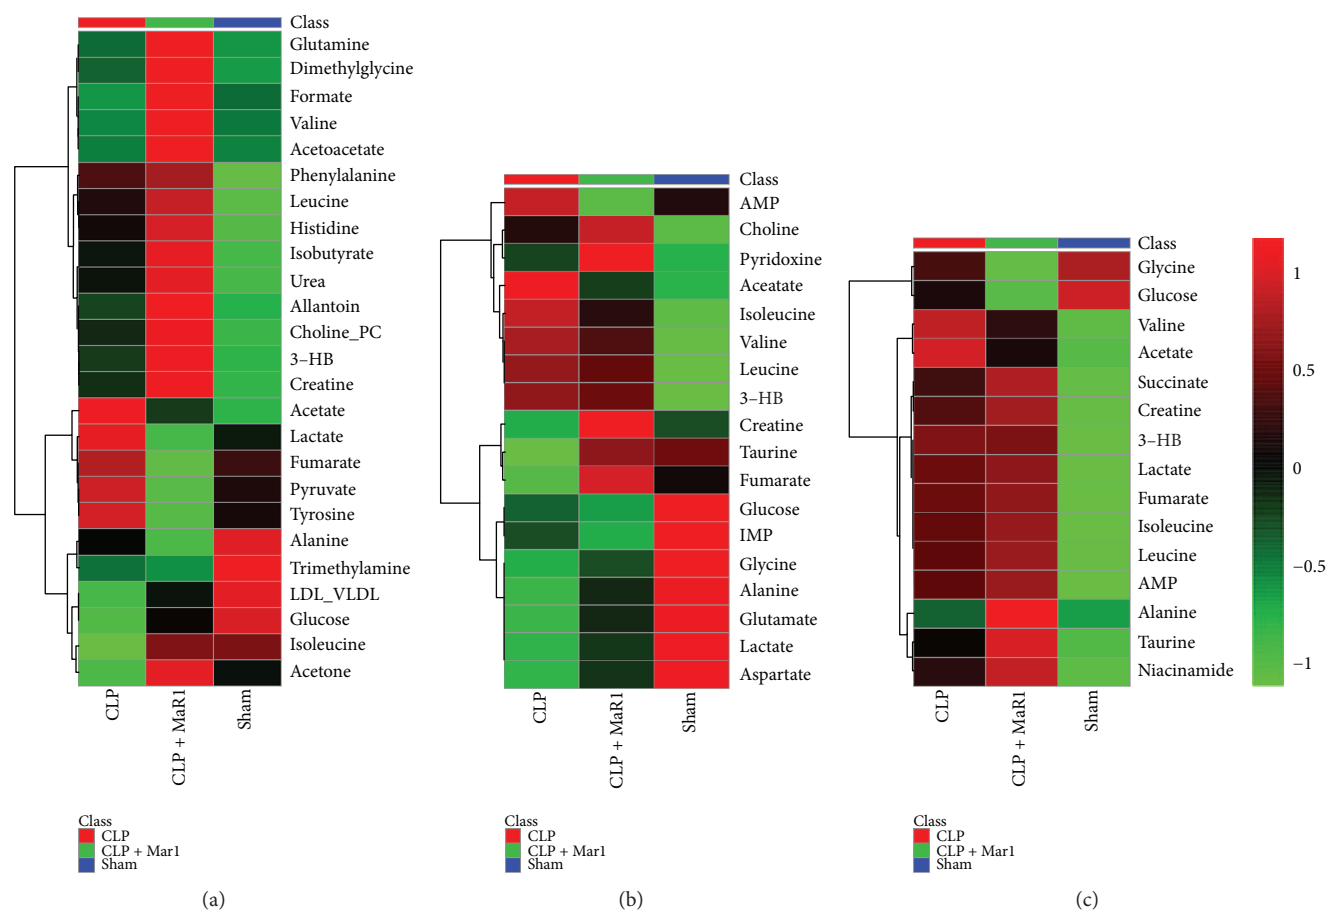 Class
Glutamine
Dimethylglycine
Formate
Valine
Acetoacetate
Phenylalanine
Leucine
Histidine
Isobutyrate
Urea
Allantoin
Choline_PC
3–HB
Creatine
Acetate
Lactate
Fumarate
Pyruvate
Tyrosine
Alanine
Trimethylamine
LDL_VLDL
Glucose
Isoleucine
Acetone
CLP
CLP + MaR1
Sham
Class
CLP
CLP + Mar1
Sham
(a)
Class
AMP
Choline
Pyridoxine
Aceatate
Isoleucine
Valine
Leucine
3–HB
Creatine
Taurine
Fumarate
Glucose
IMP
Glycine
Alanine
Glutamate
Lactate
Aspartate
CLP
CLP + MaR1
Sham
Class
CLP
CLP + Mar1
Sham
(b)
Class
Glycine
Glucose
Valine
Acetate
Succinate
Creatine
3–HB
Lactate
Fumarate
Isoleucine
Leucine
AMP
Alanine
Taurine
Niacinamide
CLP
CLP + MaR1
Sham
Class
CLP
CLP + Mar1
Sham
(c)
1
0.5
0
−0.5
−1